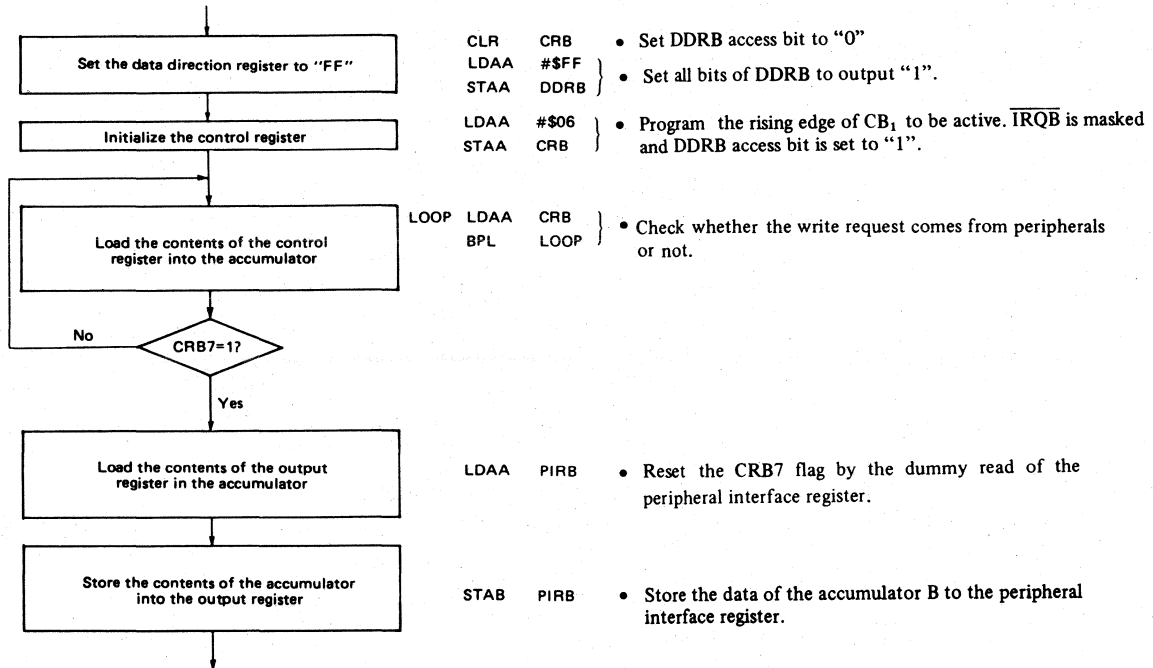 Set the data direction register to "FF"
CLR CRB • Set DDRB access bit to "0"
LDAA #$FF
STAA DDRB • Set all bits of DDRB to output "1".
Initialize the control register
LDAA #$06 • Program the rising edge of CB₁ to be active. IRQB is masked
STAA CRB and DDRB access bit is set to "1".
Load the contents of the control
register into the accumulator
LOOP LDAA CRB • Check whether the write request comes from peripherals
BPL LOOP or not.
No
CRB7=1?
Yes
Load the contents of the output
register in the accumulator
LDAA PIRB • Reset the CRB7 flag by the dummy read of the
peripheral interface register.
Store the contents of the accumulator
into the output register
STAB PIRB • Store the data of the accumulator B to the peripheral
interface register.